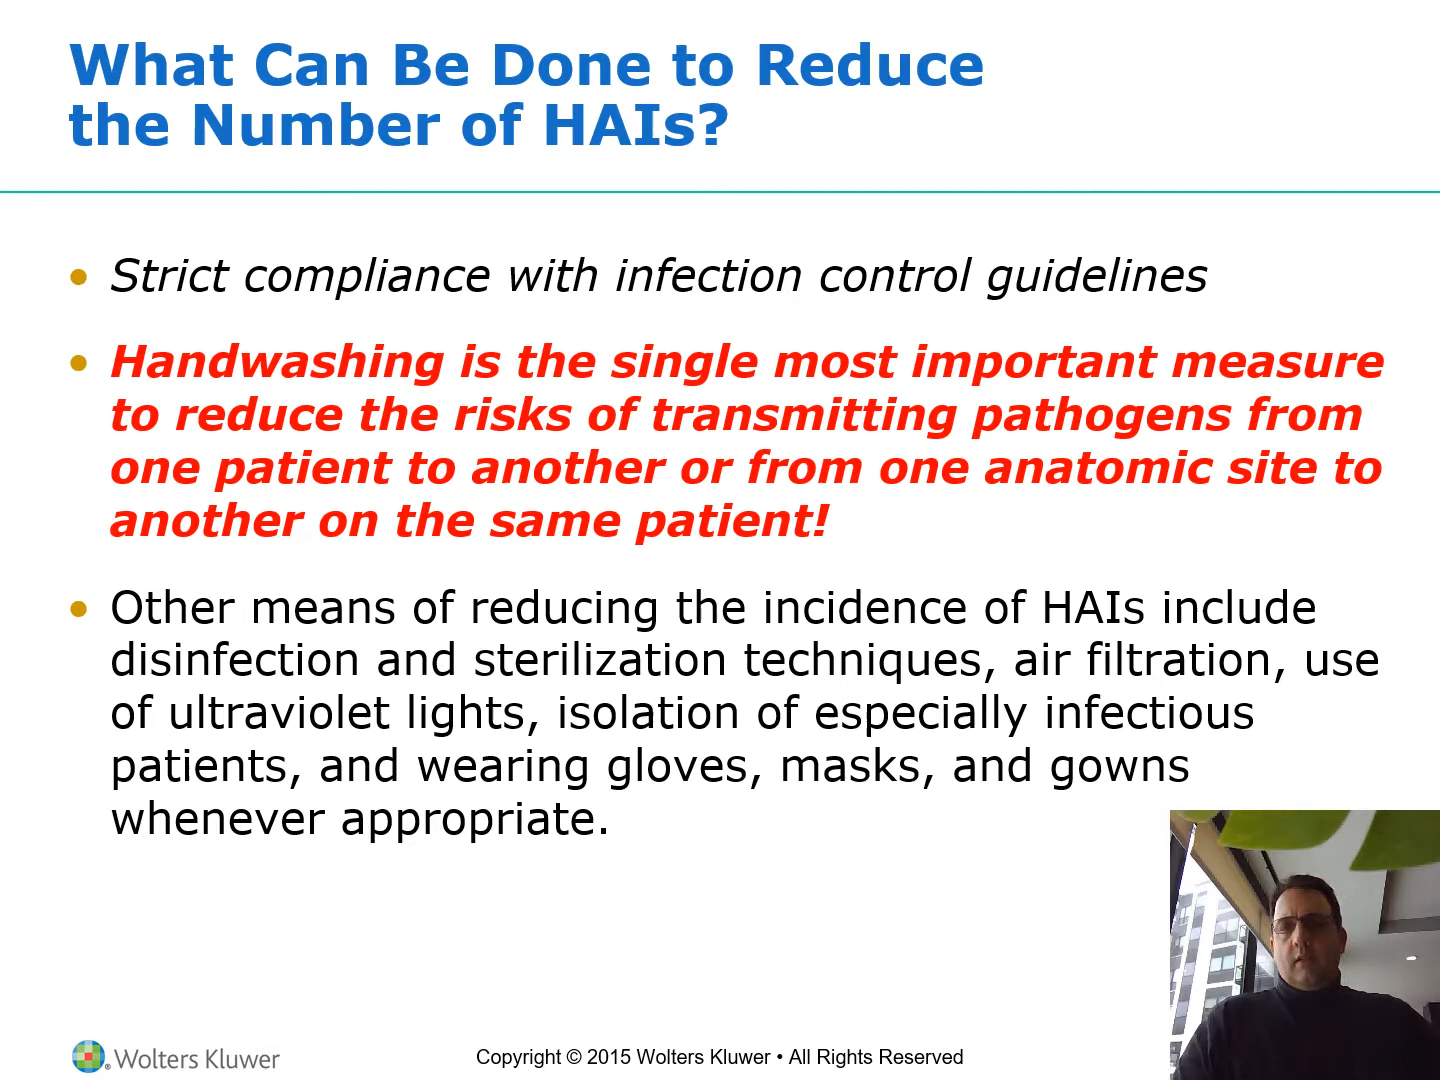 What Can Be Done to Reduce
the Number of HAIs?
• Strict compliance with infection control guidelines
• Handwashing is the single most important measure
to reduce the risks of transmitting pathogens from
one patient to another or from one anatomic site to
another on the same patient!
• Other means of reducing the incidence of HAIs include
disinfection and sterilization techniques, air filtration, use
of ultraviolet lights, isolation of especially infectious
patients, and wearing gloves, masks, and gowns
whenever appropriate.
® Wolters Kluwer
Copyright © 2015 Wolters Kluwer • All Rights Reserved